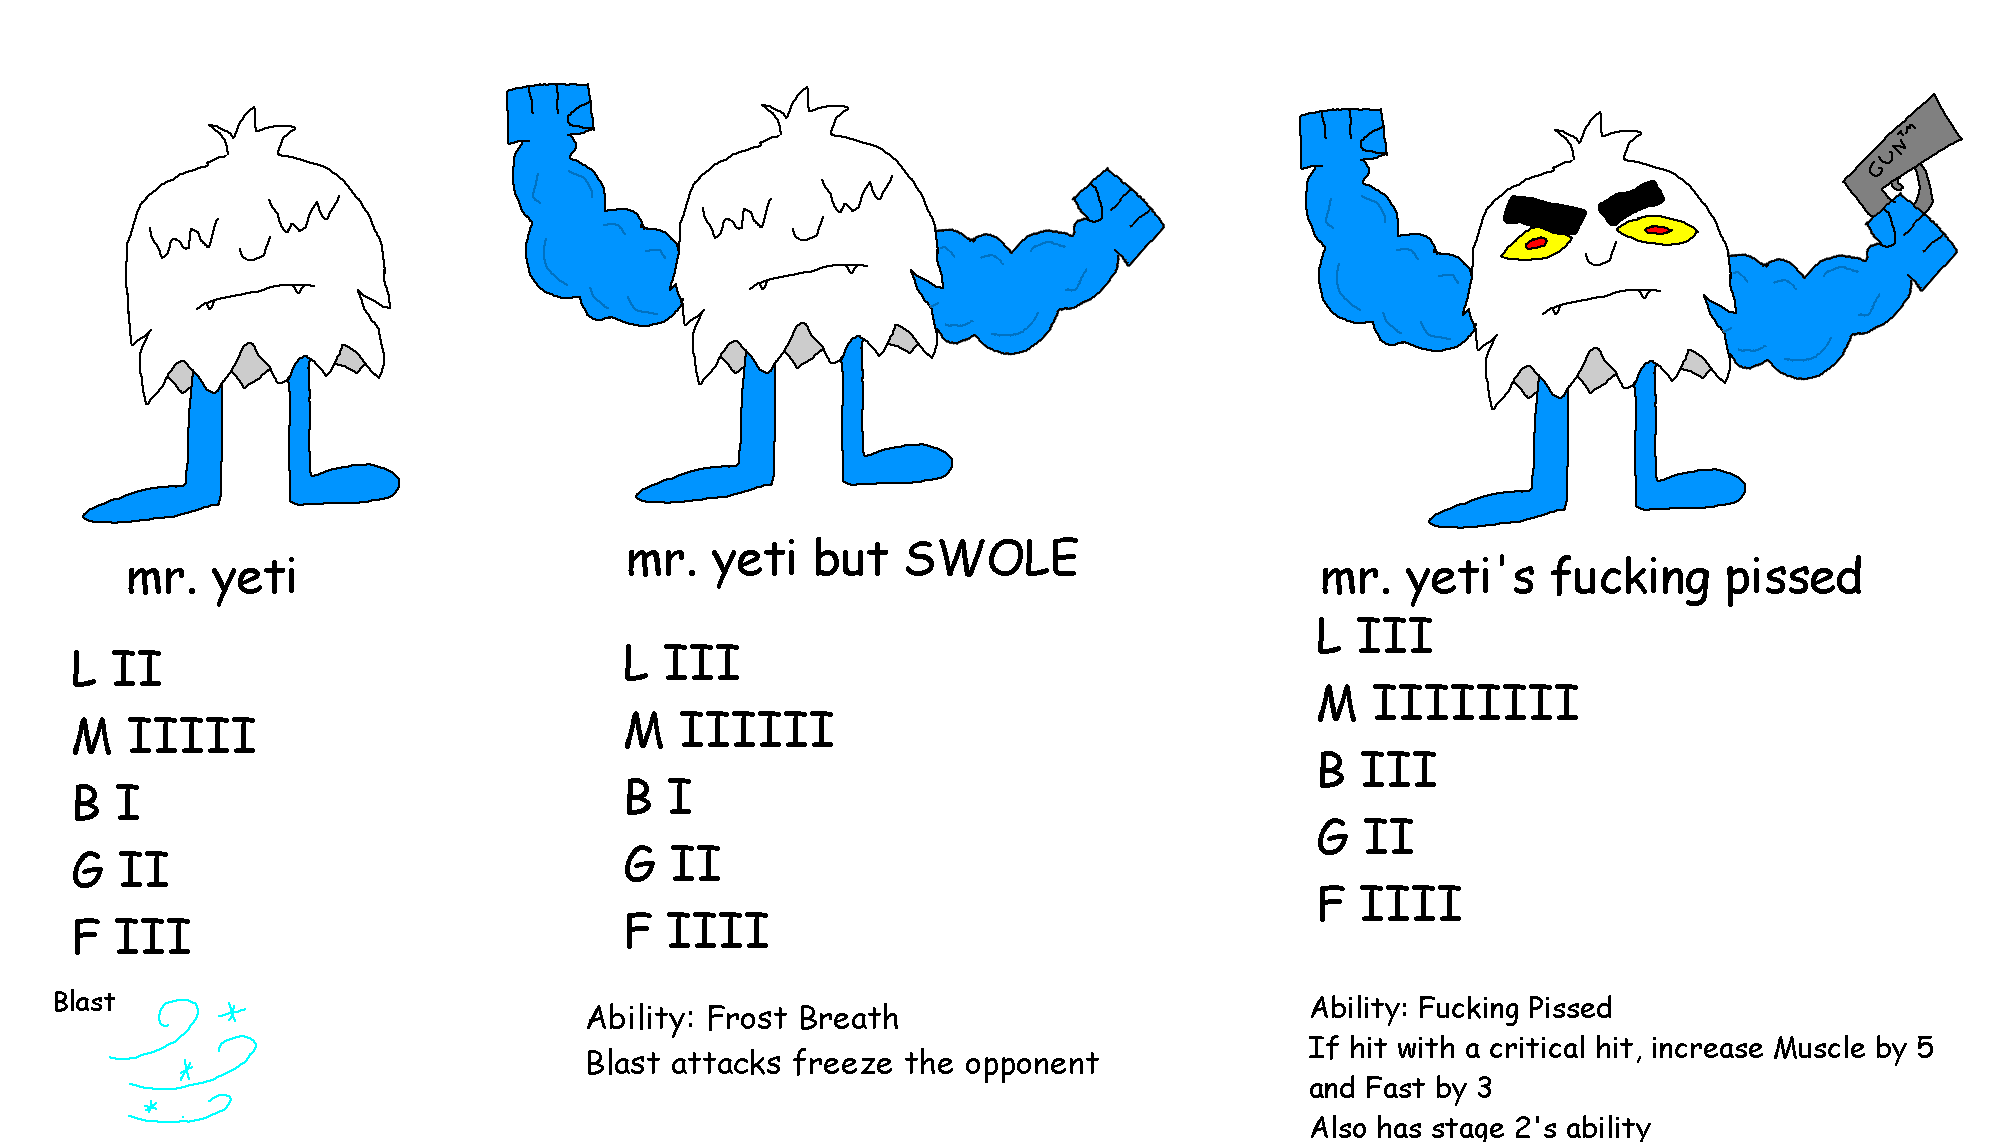 GUN™
mr. yeti
L II
M IIIII
B I
G II
F III
Blast
mr. yeti but SWOLE
L III
M IIIIII
B I
G II
F IIII
Ability: Frost Breath
Blast attacks freeze the opponent
mr. yeti's fucking pissed
L III
M IIIIIIII
B III
G II
F IIII
Ability: Fucking Pissed
If hit with a critical hit, increase Muscle by 5
and Fast by 3
Also has stage 2's ability